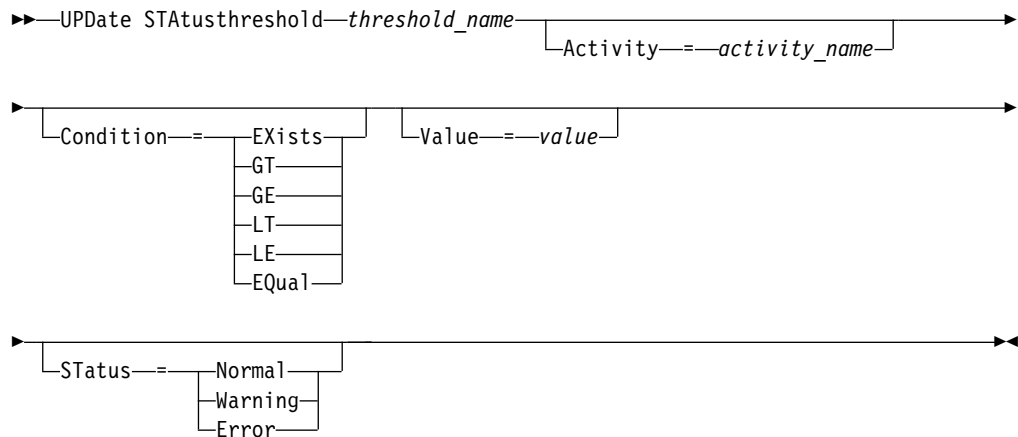 UPDate STAtusthreshold threshold_name
Activity = activity_name
Condition = EXists
GT
GE
LT
LE
EQual
Value = value
STatus = Normal
Warning
Error